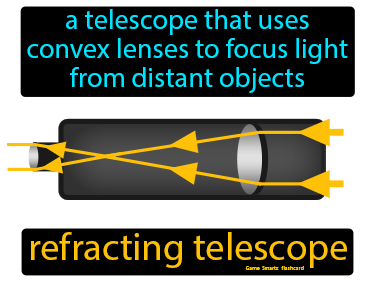 a telescope that uses
convex lenses to focus light
from distant objects
refracting telescope
Game Smartz flashcard